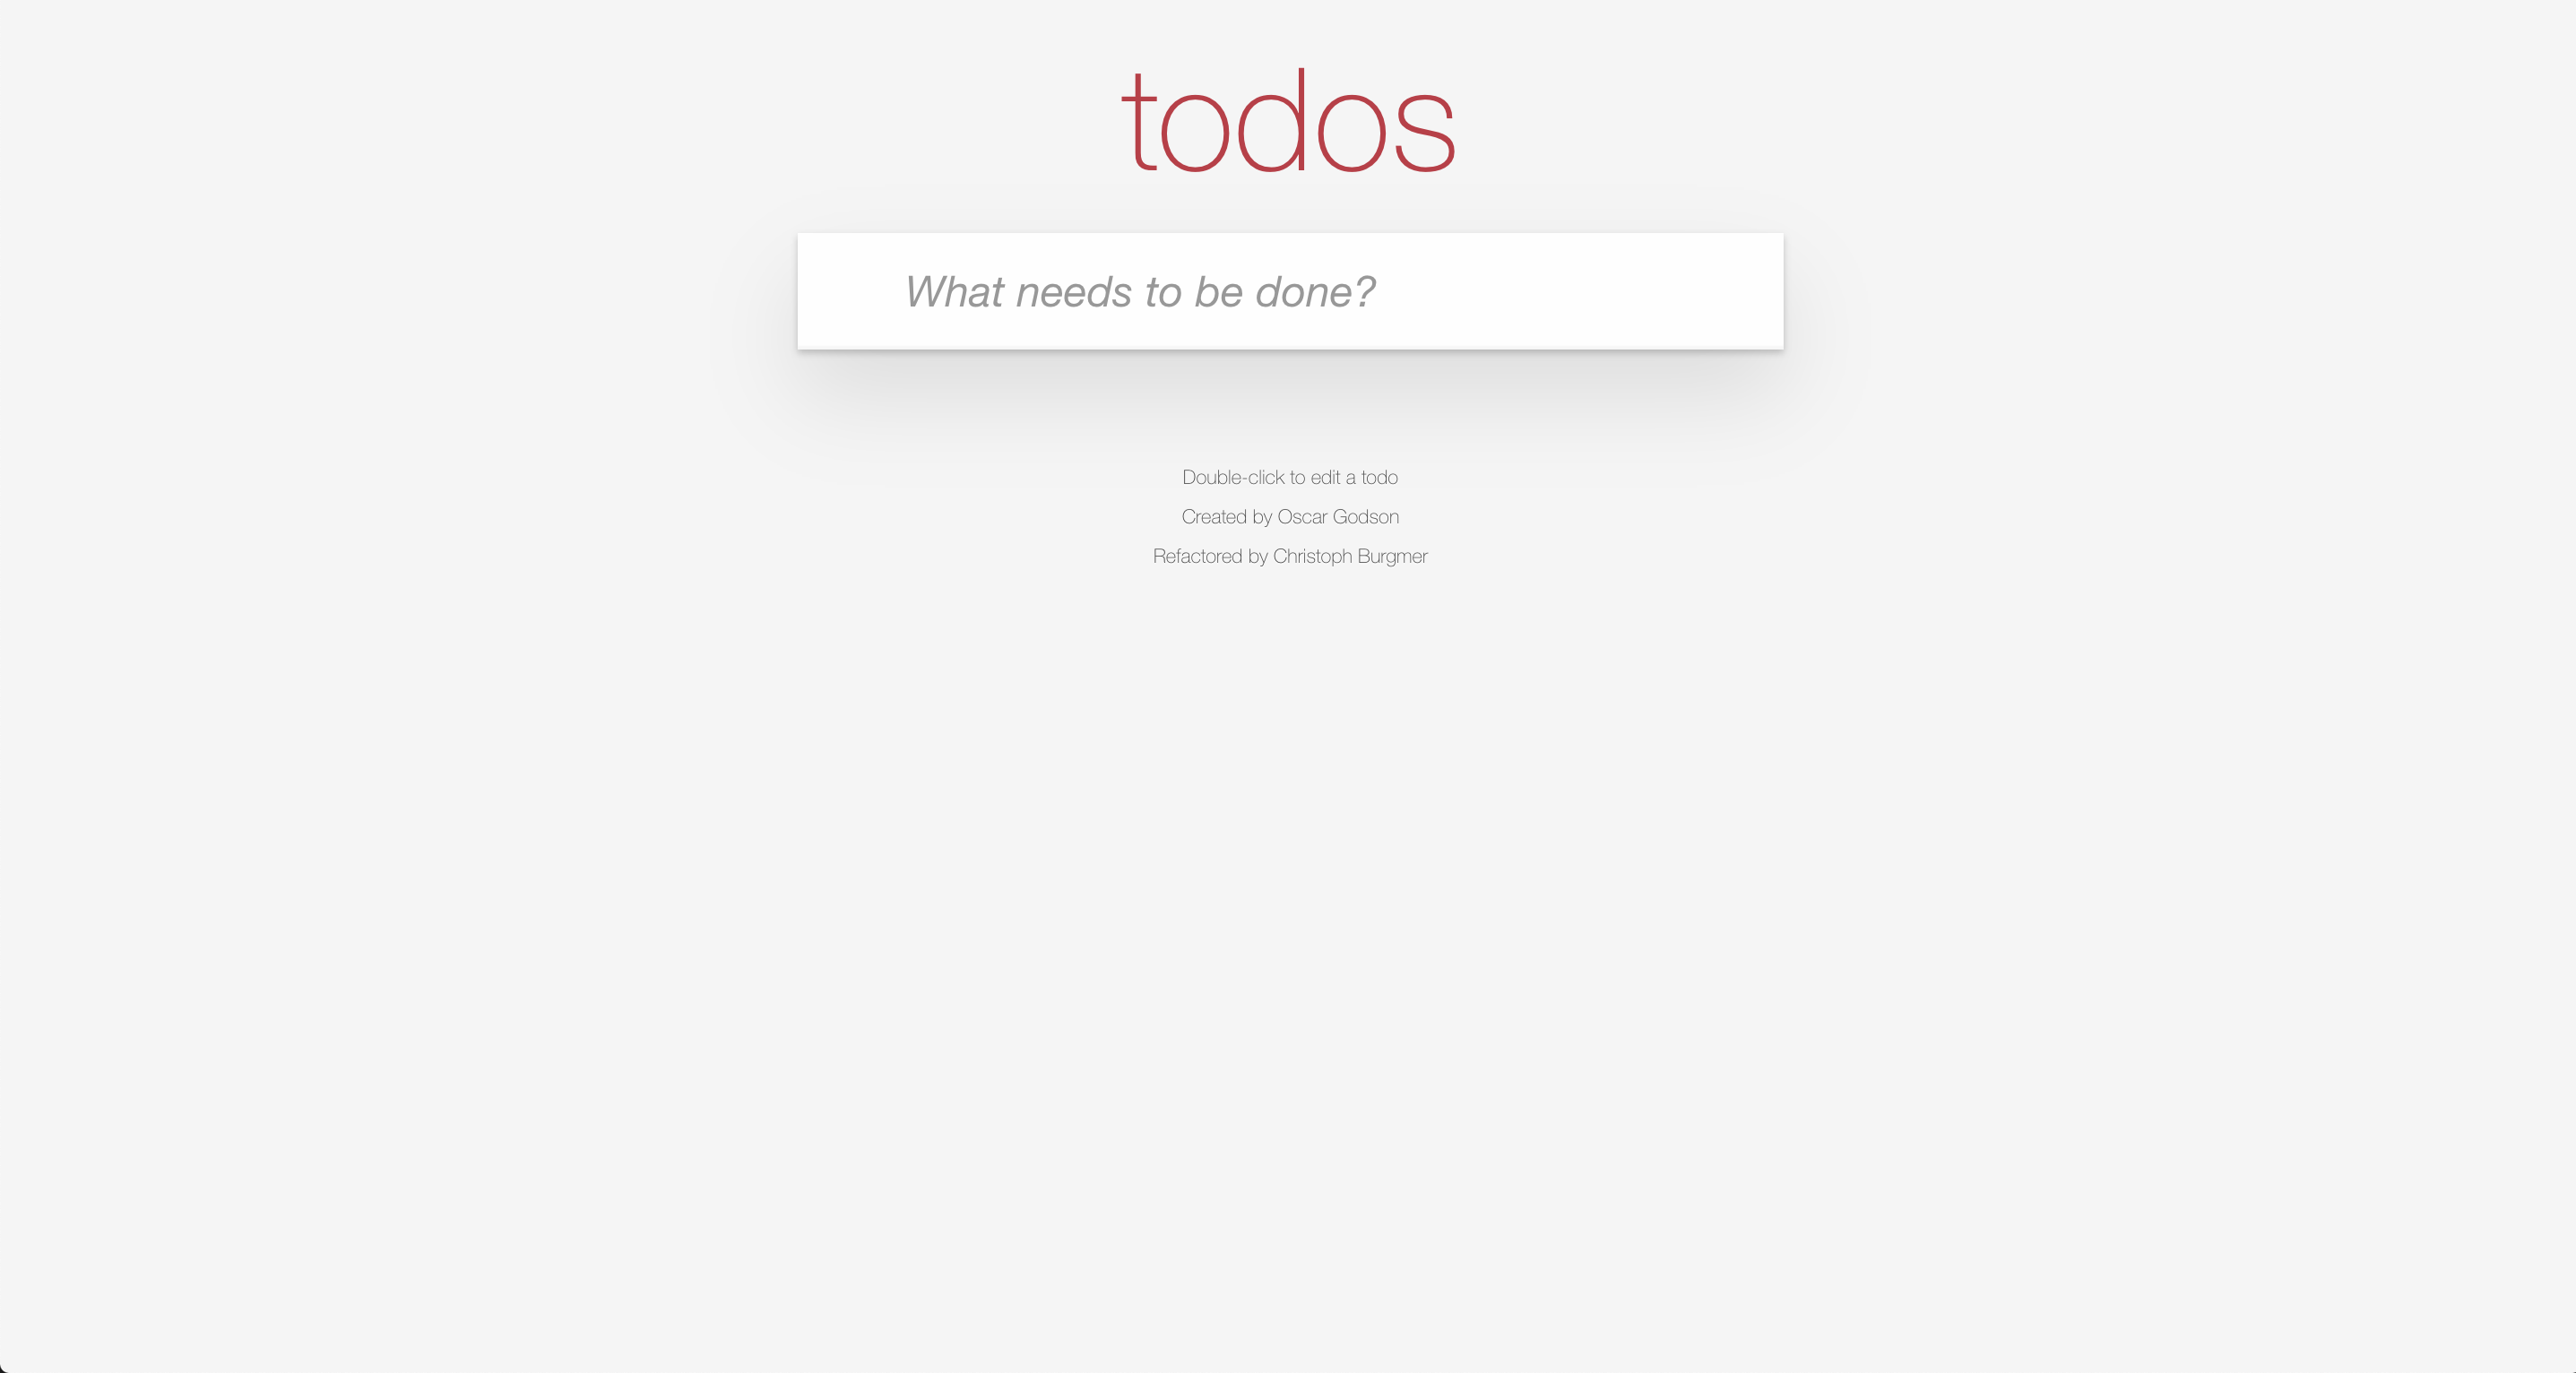 todos
What needs to be done?
Double-click to edit a todo
Created by Oscar Godson
Refactored by Christoph Burgmer